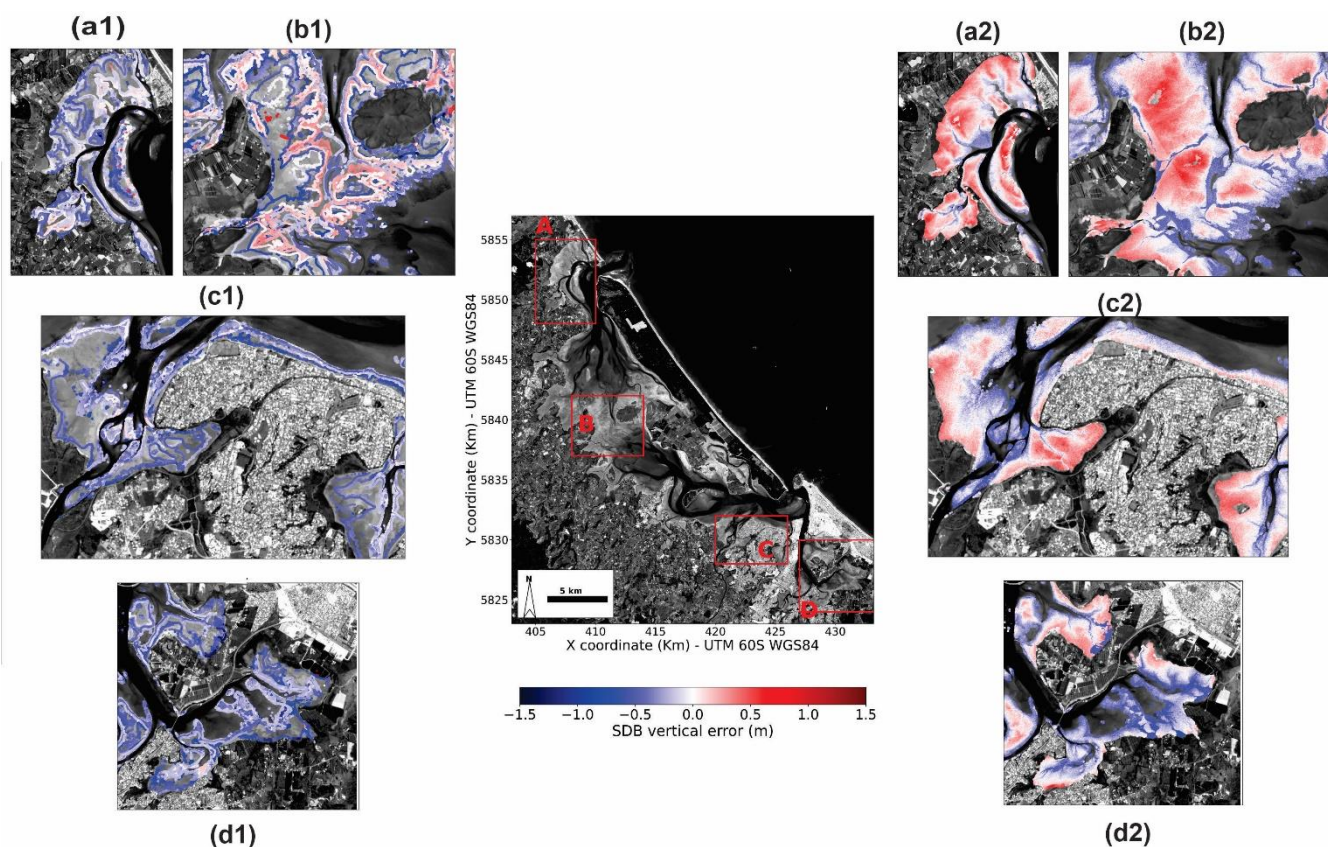 (a1)
(b1)
(a2)
(b2)
(c1)
(c2)
(d1)
(d2)
A
B
C
D
5855
5850
5845
5840
5835
5830
5825
Y coordinate (Km) - UTM 60S WGS84
N
5 km
405 410 415 420 425 430
X coordinate (Km) - UTM 60S WGS84
−1.5 −1.0 −0.5 0.0 0.5 1.0 1.5
SDB vertical error (m)